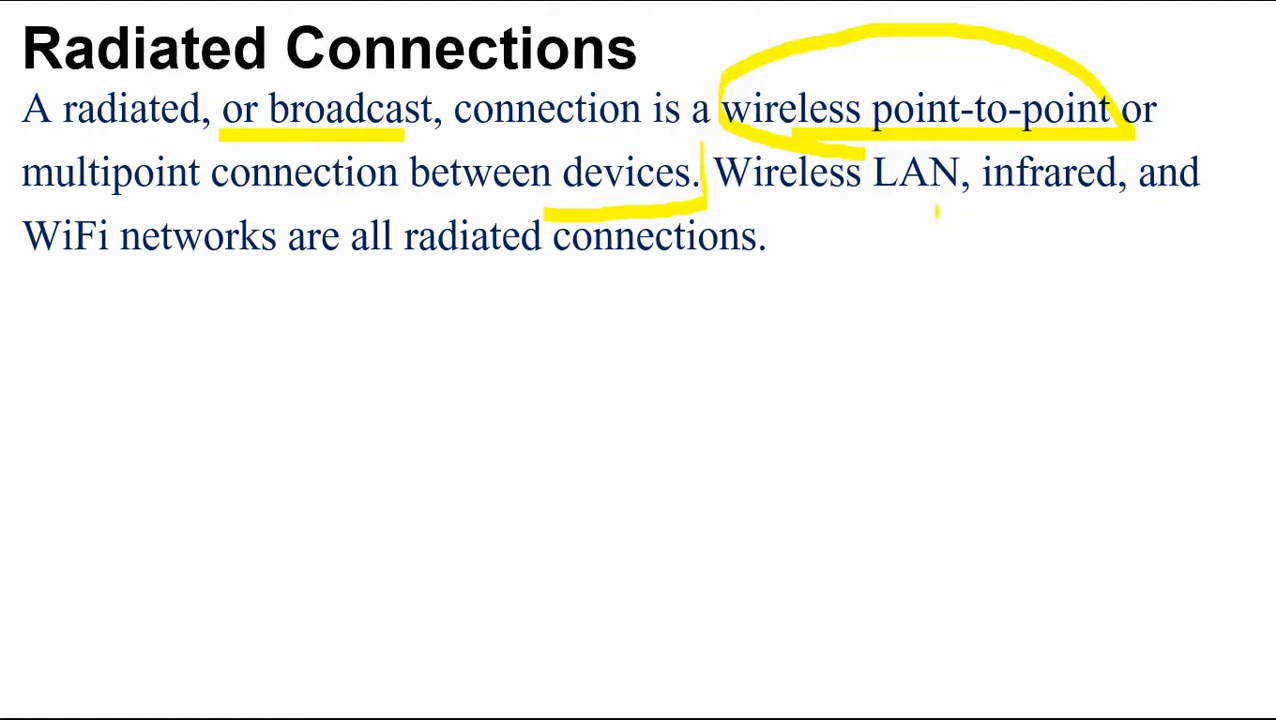 Radiated Connections
A radiated, or broadcast, connection is a wireless point-to-point or
multipoint connection between devices. Wireless LAN, infrared, and
WiFi networks are all radiated connections.